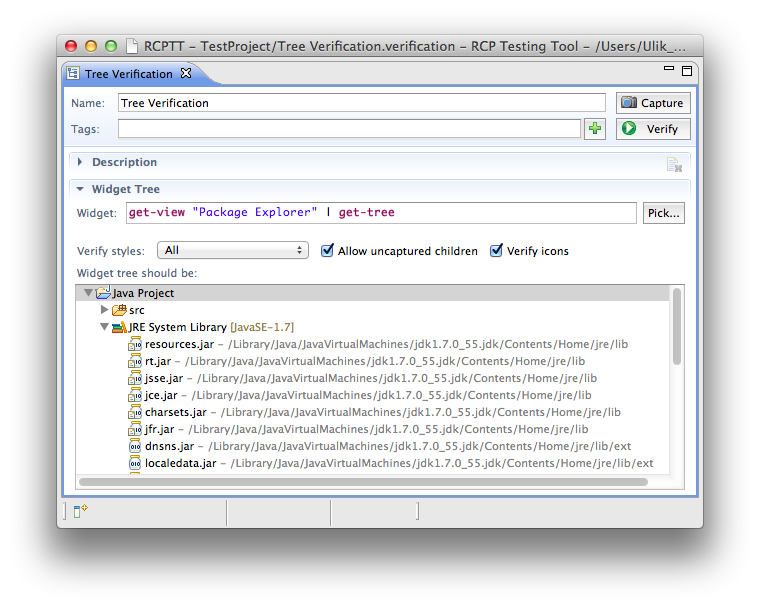 RCPTT – TestProject/Tree Verification.verification – RCP Testing Tool – /Users/Ulik_...
Tree Verification
Name: Tree Verification Capture
Tags: Verify
Description
Widget Tree
Widget: get-view "Package Explorer" | get-tree Pick...
Verify styles: All Allow uncaptured children Verify icons
Widget tree should be:
Java Project
src
JRE System Library [JavaSE-1.7]
resources.jar – /Library/Java/JavaVirtualMachines/jdk1.7.0_55.jdk/Contents/Home/jre/lib
rt.jar – /Library/Java/JavaVirtualMachines/jdk1.7.0_55.jdk/Contents/Home/jre/lib
jsse.jar – /Library/Java/JavaVirtualMachines/jdk1.7.0_55.jdk/Contents/Home/jre/lib
jce.jar – /Library/Java/JavaVirtualMachines/jdk1.7.0_55.jdk/Contents/Home/jre/lib
charsets.jar – /Library/Java/JavaVirtualMachines/jdk1.7.0_55.jdk/Contents/Home/jre/lib
jfr.jar – /Library/Java/JavaVirtualMachines/jdk1.7.0_55.jdk/Contents/Home/jre/lib
dnsns.jar – /Library/Java/JavaVirtualMachines/jdk1.7.0_55.jdk/Contents/Home/jre/lib/ext
localedata.jar – /Library/Java/JavaVirtualMachines/jdk1.7.0_55.jdk/Contents/Home/jre/lib/ext